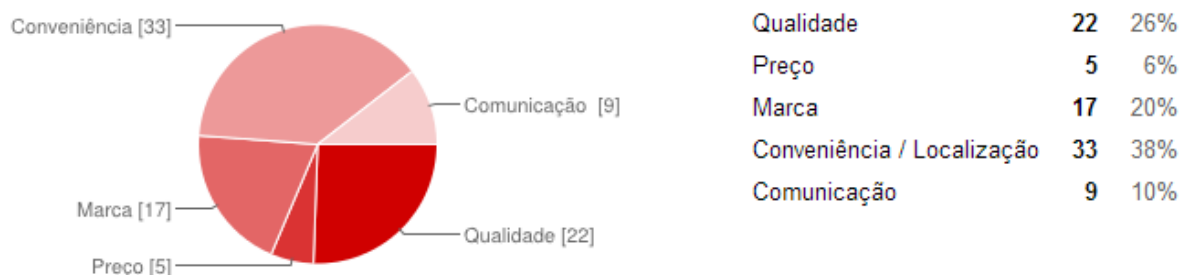 Conveniência [33]
Comunicação [9]
Marca [17]
Qualidade [22]
Preço [5]
Qualidade 22 26%
Preço 5 6%
Marca 17 20%
Conveniência / Localização 33 38%
Comunicação 9 10%